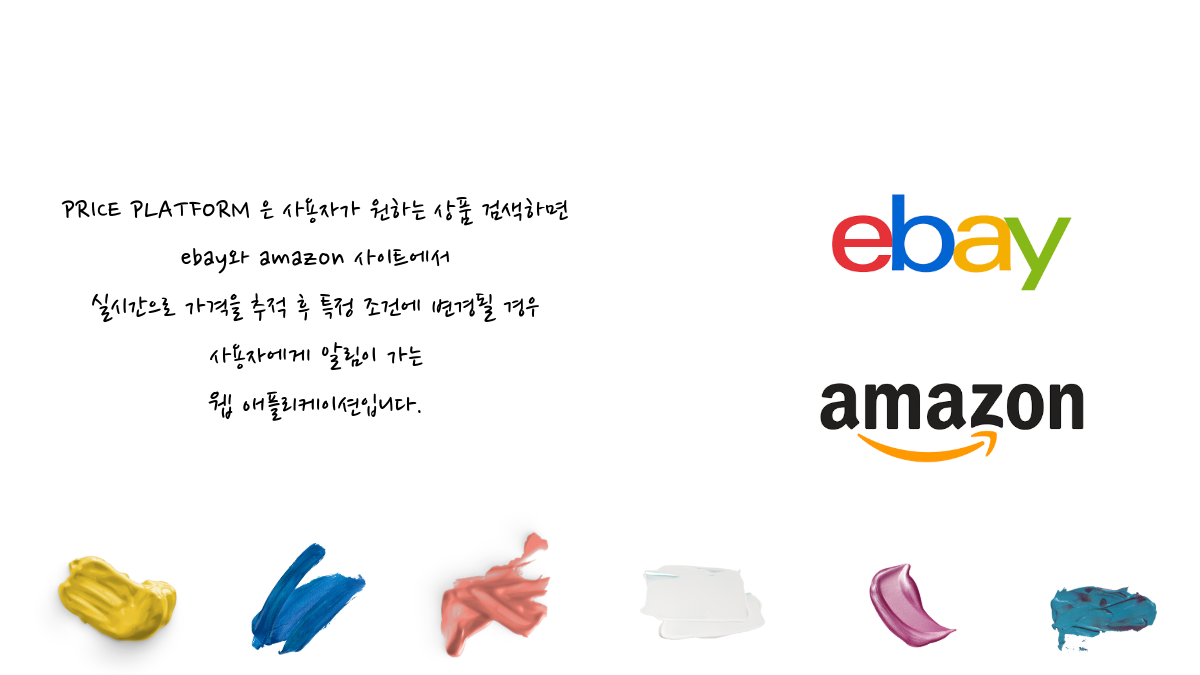 PRICE PLATFORM 은 사용자가 원하는 상품 검색하면
ebay와 amazon 사이트에서
실시간으로 가격을 추적 후 특정 조건에 변경될 경우
사용자에게 알림이 가는
웹 애플리케이션입니다.
ebay
amazon